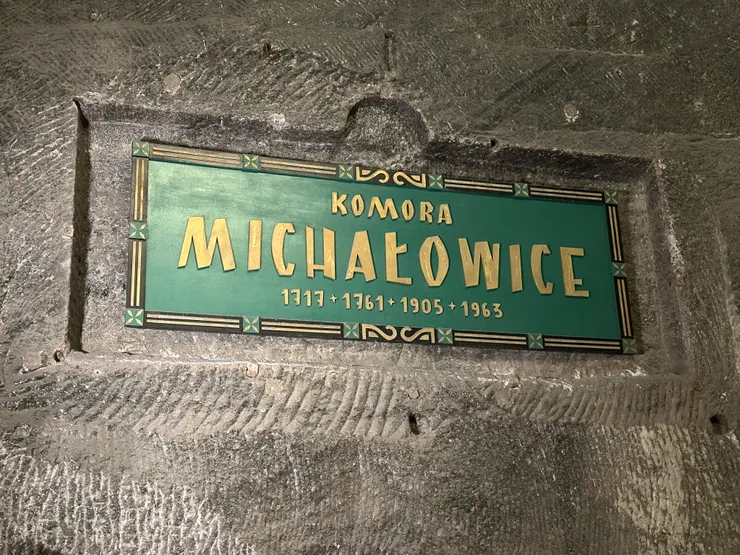 KOMORA
MICHAŁOWICE
1717 + 1761 + 1905 + 1963